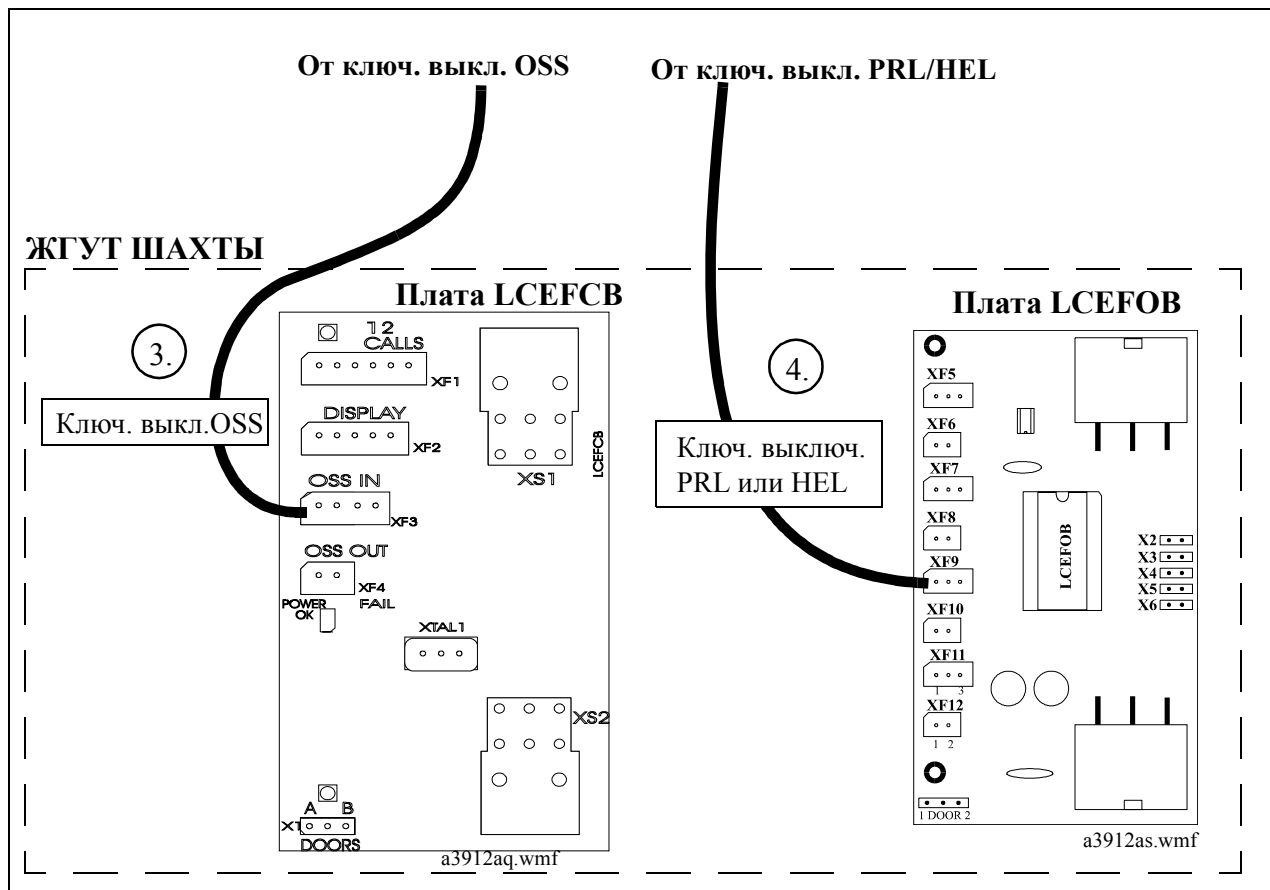 От ключ. выкл. OSS
От ключ. выкл. PRL/HEL
ЖГУТ ШАХТЫ
Плата LCEFCB
3.
Ключ. выкл.OSS
12
CALLS
XF1
DISPLAY
XF2
OSS IN
XF3
OSS OUT
XF4
POWER
OK
FAIL
XTAL1
XS1
LCEFCB
XS2
A B
X1
DOORS
a3912aq.wmf
Плата LCEFOB
4.
Ключ. выключ.
PRL или HEL
XF5
XF6
XF7
XF8
XF9
XF10
XF11
1 3
XF12
1 2
LCEFOB
X2
X3
X4
X5
X6
1 DOOR 2
a3912as.wmf